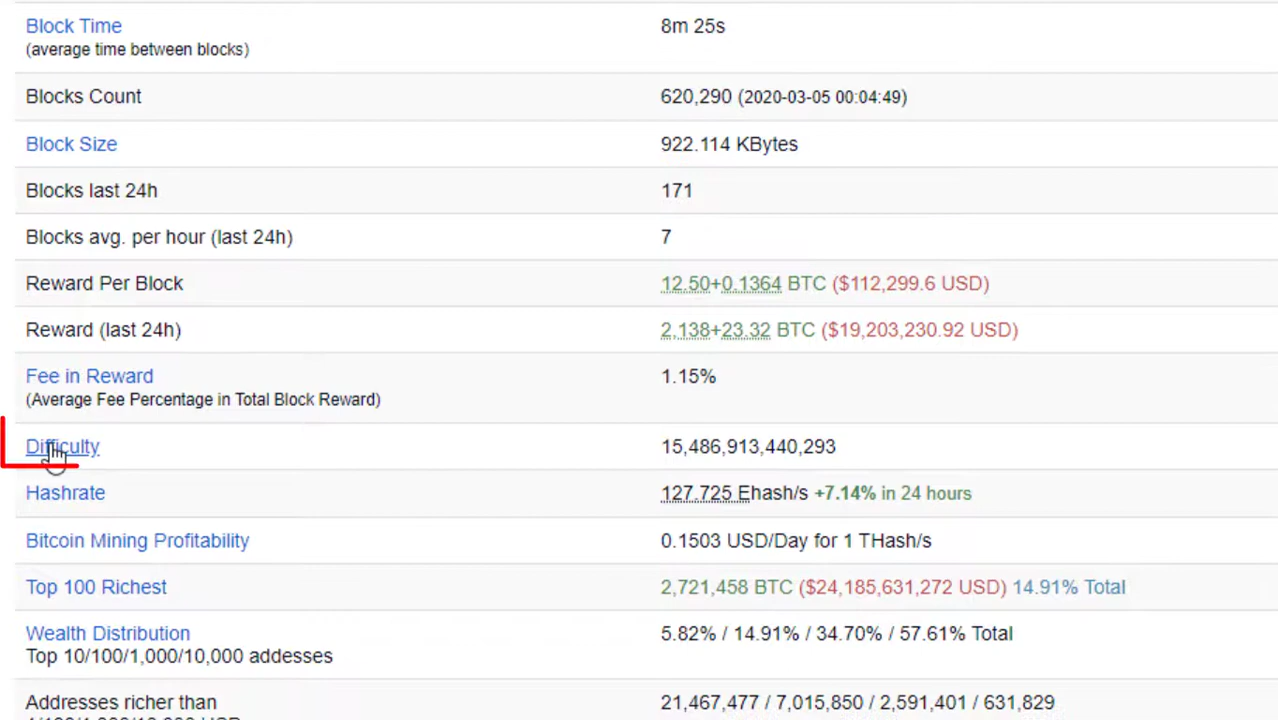 Block Time 8m 25s
(average time between blocks)
Blocks Count 620,290 (2020-03-05 00:04:49)
Block Size 922.114 KBytes
Blocks last 24h 171
Blocks avg. per hour (last 24h) 7
Reward Per Block 12.50+0.1364 BTC ($112,299.6 USD)
Reward (last 24h) 2,138+23.32 BTC ($19,203,230.92 USD)
Fee in Reward 1.15%
(Average Fee Percentage in Total Block Reward)
Difficulty 15,486,913,440,293
Hashrate 127.725 Ehash/s +7.14% in 24 hours
Bitcoin Mining Profitability 0.1503 USD/Day for 1 THash/s
Top 100 Richest 2,721,458 BTC ($24,185,631,272 USD) 14.91% Total
Wealth Distribution 5.82% / 14.91% / 34.70% / 57.61% Total
Top 10/100/1,000/10,000 addesses
Addresses richer than 21,467,477 / 7,015,850 / 2,591,401 / 631,829